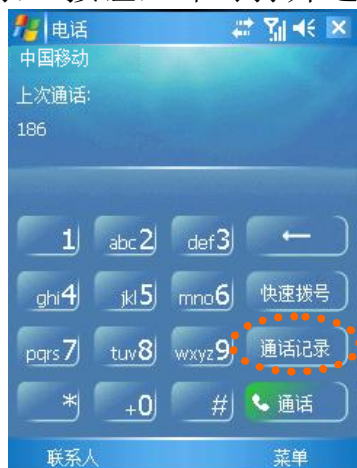 电话
中国移动
上次通话:
186
1 abc2 def3 ←
ghi4 jkl5 mno6 快速拨号
pqrs7 tuv8 wxyz9 通话记录
* +0 # 通话
联系人 菜单